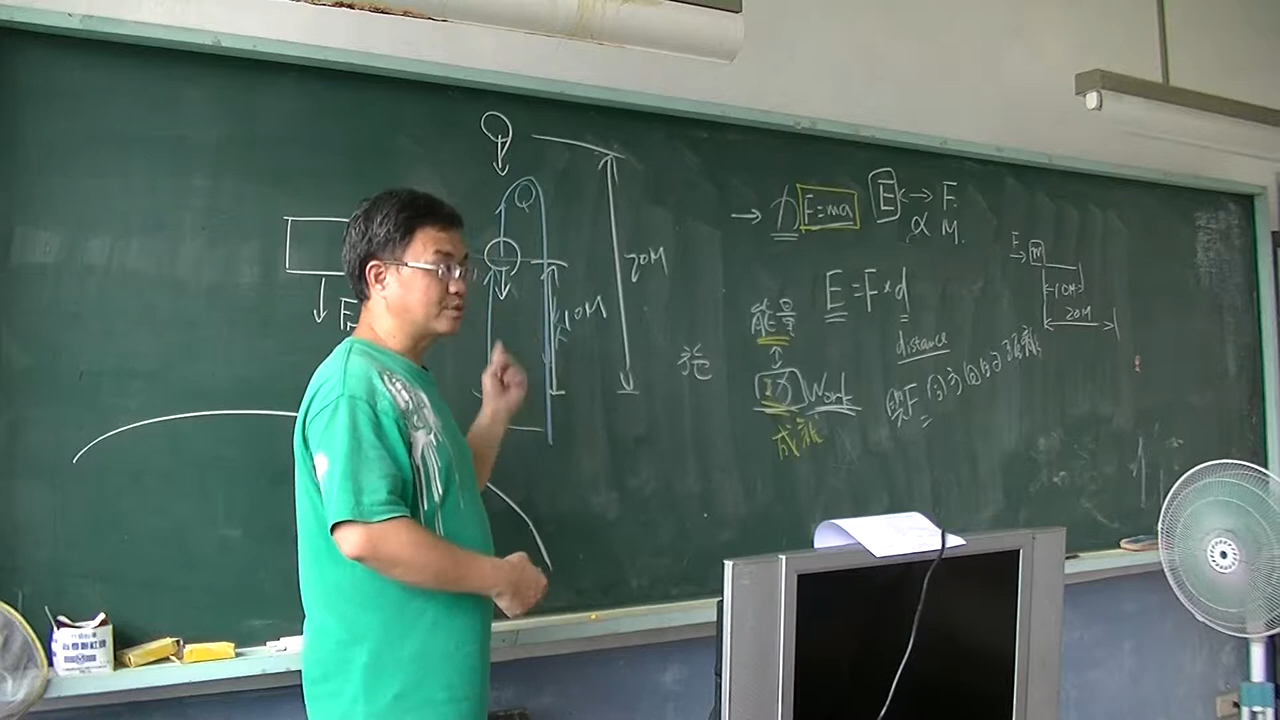 20M
10M
F
→力 F=ma
E ↔ F.
α M.
E=F×d
distance
能量
↕
功 Work
成就
與F同方向的距離
F
m
10M
20M